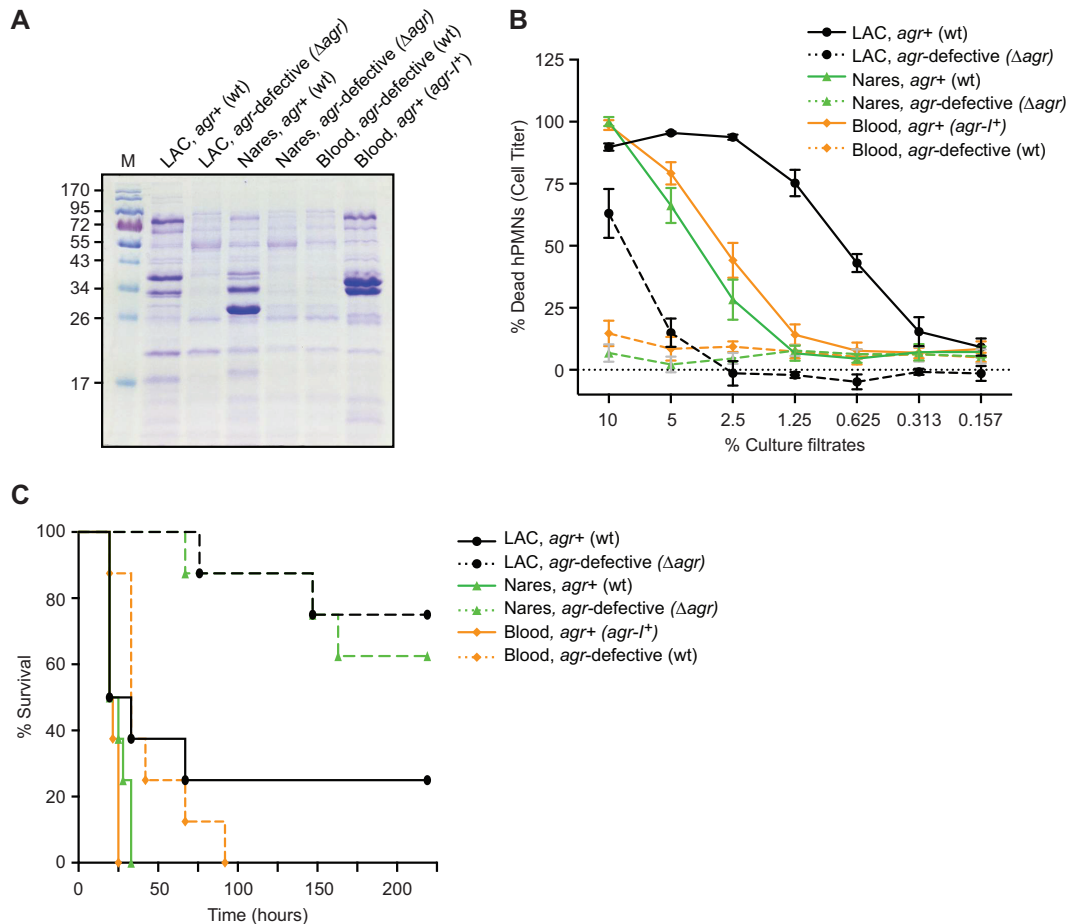 A
M
LAC, agr+ (wt)
LAC, agr-defective (Δagr)
Nares, agr+ (wt)
Nares, agr-defective (Δagr)
Blood, agr-defective (wt)
Blood, agr+ (agr-I⁺)
170
95
72
55
43
34
26
17
B
LAC, agr+ (wt)
LAC, agr-defective (Δagr)
Nares, agr+ (wt)
Nares, agr-defective (Δagr)
Blood, agr+ (agr-I⁺)
Blood, agr-defective (wt)
% Dead hPMNs (Cell Titer)
125
100
75
50
25
0
10 5 2.5 1.25 0.625 0.313 0.157
% Culture filtrates
C
LAC, agr+ (wt)
LAC, agr-defective (Δagr)
Nares, agr+ (wt)
Nares, agr-defective (Δagr)
Blood, agr+ (agr-I⁺)
Blood, agr-defective (wt)
% Survival
100
80
60
40
20
0
0 50 100 150 200
Time (hours)